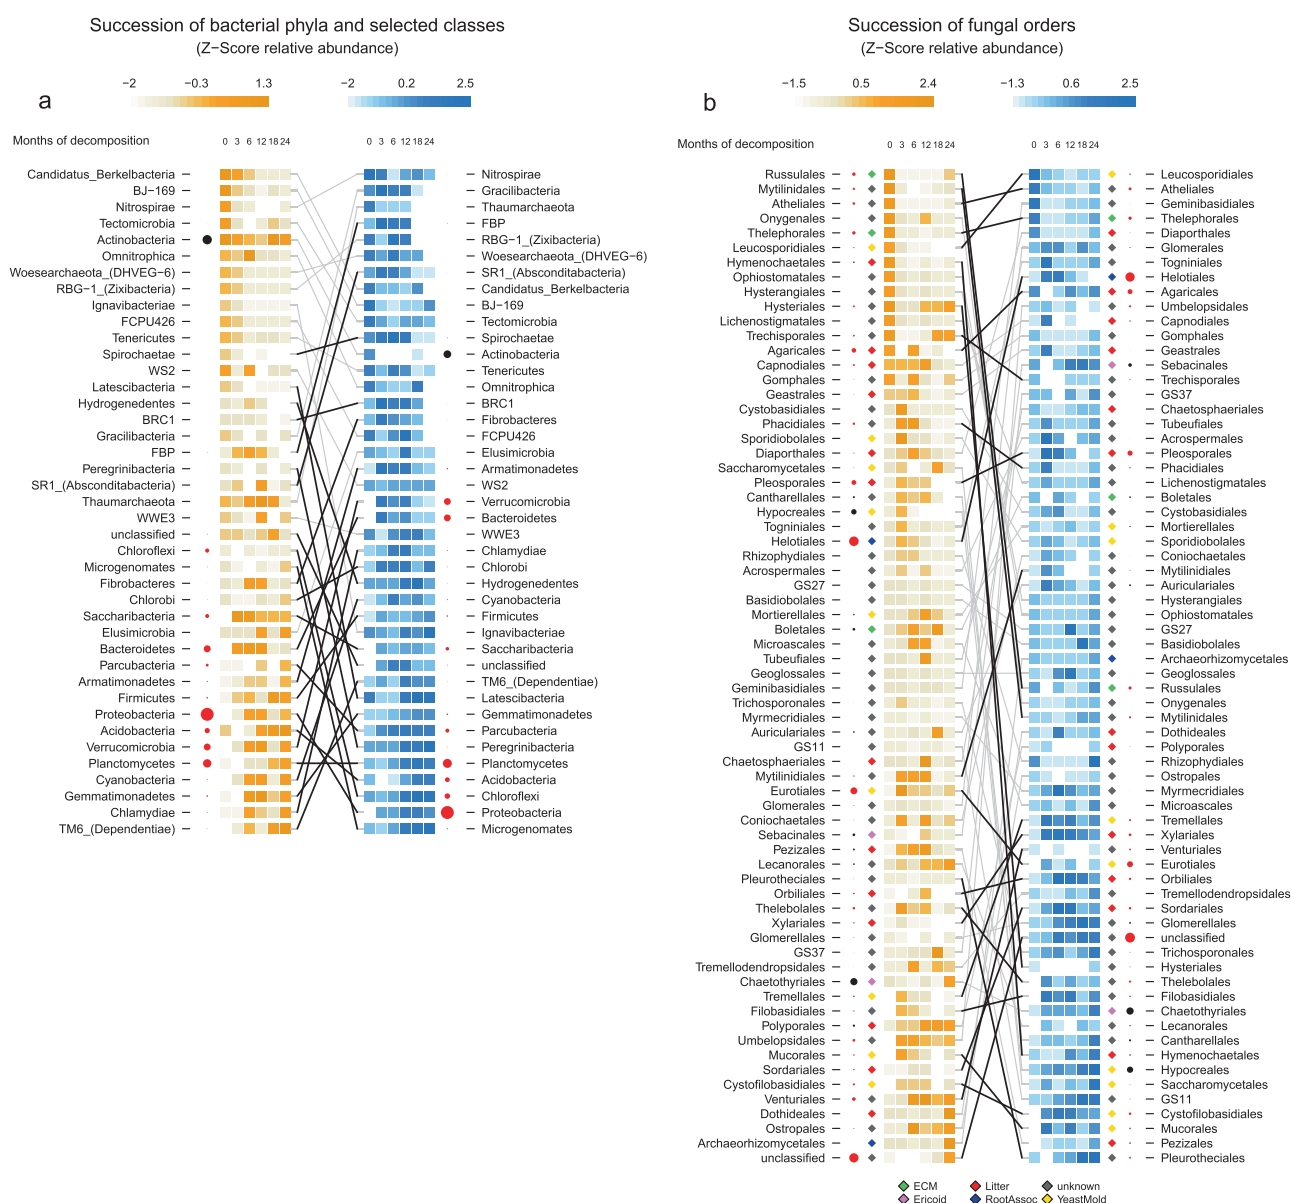 Succession of bacterial phyla and selected classes
(Z−Score relative abundance)
−2 −0.3 1.3
−2 0.2 2.5
a
Months of decomposition
0 3 6 12 18 24
0 3 6 12 18 24
Candidatus_Berkelbacteria
BJ-169
Nitrospirae
Tectomicrobia
Actinobacteria
Omnitrophica
Woesearchaeota_(DHVEG-6)
RBG-1_(Zixibacteria)
Ignavibacteriae
FCPU426
Tenericutes
Spirochaetae
WS2
Latescibacteria
Hydrogenedentes
BRC1
Gracilibacteria
FBP
Peregrinibacteria
SR1_(Absconditabacteria)
Thaumarchaeota
WWE3
unclassified
Chloroflexi
Microgenomates
Fibrobacteres
Chlorobi
Saccharibacteria
Elusimicrobia
Bacteroidetes
Parcubacteria
Armatimonadetes
Firmicutes
Proteobacteria
Acidobacteria
Verrucomicrobia
Planctomycetes
Cyanobacteria
Gemmatimonadetes
Chlamydiae
TM6_(Dependentiae)
Nitrospirae
Gracilibacteria
Thaumarchaeota
FBP
RBG-1_(Zixibacteria)
Woesearchaeota_(DHVEG-6)
SR1_(Absconditabacteria)
Candidatus_Berkelbacteria
BJ-169
Tectomicrobia
Spirochaetae
Actinobacteria
Tenericutes
Omnitrophica
BRC1
Fibrobacteres
FCPU426
Elusimicrobia
Armatimonadetes
WS2
Verrucomicrobia
Bacteroidetes
WWE3
Chlamydiae
Chlorobi
Hydrogenedentes
Cyanobacteria
Firmicutes
Ignavibacteriae
Saccharibacteria
unclassified
TM6_(Dependentiae)
Latescibacteria
Gemmatimonadetes
Parcubacteria
Peregrinibacteria
Planctomycetes
Acidobacteria
Chloroflexi
Proteobacteria
Microgenomates
Succession of fungal orders
(Z−Score relative abundance)
−1.5 0.5 2.4
−1.3 0.6 2.5
b
Months of decomposition
0 3 6 12 18 24
0 3 6 12 18 24
Russulales
Mytilinidales
Atheliales
Onygenales
Thelephorales
Leucosporidiales
Hymenochaetales
Ophiostomatales
Hysterangiales
Hysteriales
Lichenostigmatales
Trechisporales
Agaricales
Capnodiales
Gomphales
Geastrales
Cystobasidiales
Phacidiales
Sporidiobolales
Diaporthales
Saccharomycetales
Pleosporales
Cantharellales
Hypocreales
Togniniales
Helotiales
Rhizophydiales
Acrospermales
GS27
Basidiobolales
Mortierellales
Boletales
Microascales
Tubeufiales
Geoglossales
Geminibasidiales
Trichosporonales
Myrmecridiales
Auriculariales
GS11
Chaetosphaeriales
Mytilinidiales
Eurotiales
Glomerales
Coniochaetales
Sebacinales
Pezizales
Lecanorales
Pleurotheciales
Orbiliales
Thelebolales
Xylariales
Glomerellales
GS37
Tremellodendropsidales
Chaetothyriales
Tremellales
Filobasidiales
Polyporales
Umbelopsidales
Mucorales
Sordariales
Cystofilobasidiales
Venturiales
Dothideales
Ostropales
Archaeorhizomycetales
unclassified
Leucosporidiales
Atheliales
Geminibasidiales
Thelephorales
Diaporthales
Glomerales
Togniniales
Helotiales
Agaricales
Umbelopsidales
Capnodiales
Gomphales
Geastrales
Sebacinales
Trechisporales
GS37
Chaetosphaeriales
Tubeufiales
Acrospermales
Pleosporales
Phacidiales
Lichenostigmatales
Boletales
Cystobasidiales
Mortierellales
Sporidiobolales
Coniochaetales
Mytilinidiales
Auriculariales
Hysterangiales
Ophiostomatales
GS27
Basidiobolales
Archaeorhizomycetales
Geoglossales
Russulales
Onygenales
Mytilinidales
Dothideales
Polyporales
Rhizophydiales
Ostropales
Myrmecridiales
Microascales
Tremellales
Xylariales
Venturiales
Eurotiales
Orbiliales
Tremellodendropsidales
Sordariales
Glomerellales
unclassified
Trichosporonales
Hysteriales
Thelebolales
Filobasidiales
Chaetothyriales
Lecanorales
Cantharellales
Hymenochaetales
Hypocreales
Saccharomycetales
GS11
Cystofilobasidiales
Mucorales
Pezizales
Pleurotheciales
ECM Litter unknown
Ericoid RootAssoc YeastMold